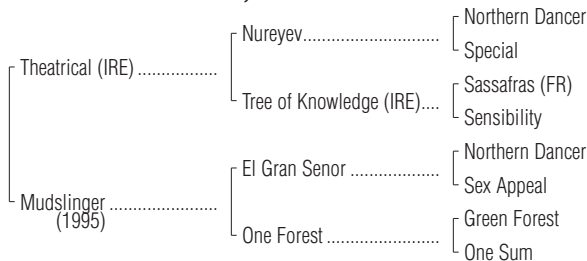 Northern Dancer
Nureyev
Special
Theatrical (IRE)
Sassafras (FR)
Tree of Knowledge (IRE)
Sensibility
Northern Dancer
El Gran Senor
Sex Appeal
Mudslinger
(1995)
Green Forest
One Forest
One Sum